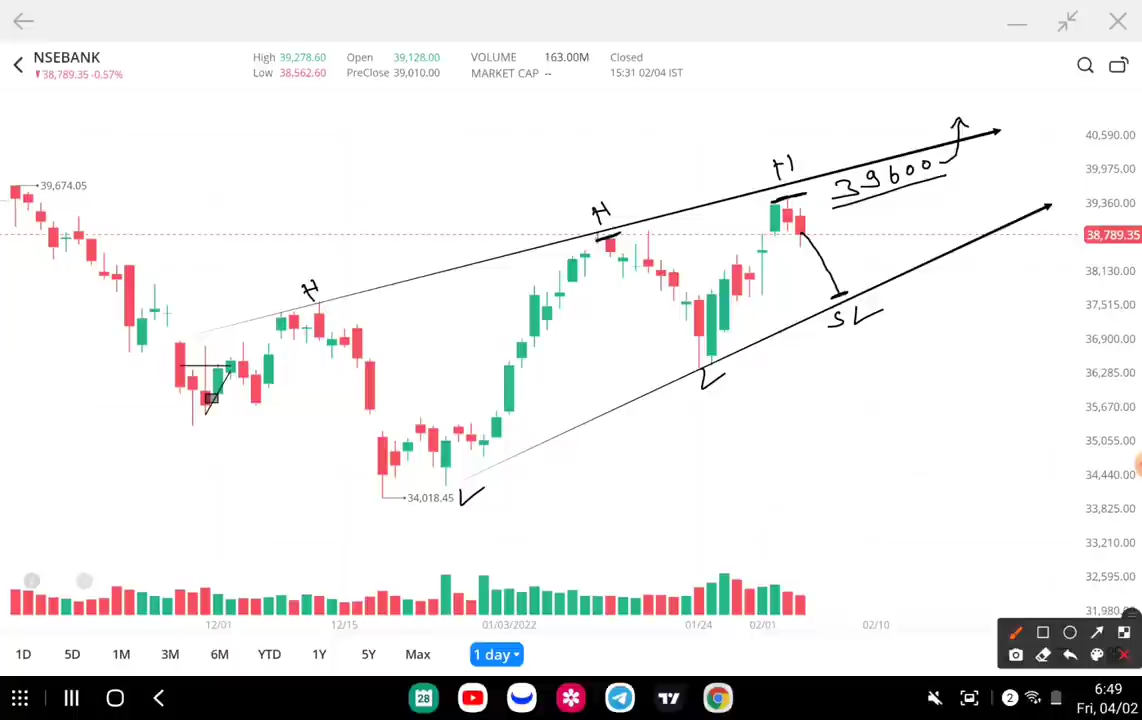 NSEBANK
▼38,789.35 -0.57%
High 39,278.60
Low 38,562.60
Open 39,128.00
PreClose 39,010.00
VOLUME 163.00M
MARKET CAP --
Closed
15:31 02/04 IST
40,590.00
39,975.00
39,360.00
38,789.35
38,130.00
37,515.00
36,900.00
36,285.00
35,670.00
35,055.00
34,440.00
33,825.00
33,210.00
32,595.00
31,980.00
39,674.05
34,018.45
H
H
H
39600
SL
L
L
12/01
12/15
01/03/2022
01/24
02/01
02/10
1D 5D 1M 3M 6M YTD 1Y 5Y Max 1 day
28
2
6:49
Fri, 04/02